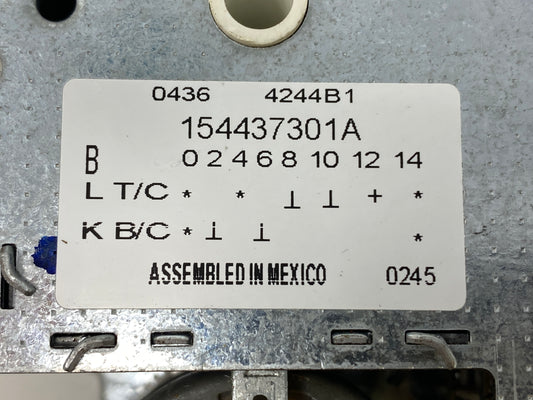 0436 4244B1
154437301A
B 0 2 4 6 8 10 12 14
L T/C * * ⊥ ⊥ + *
K B/C * ⊥ ⊥ *
ASSEMBLED IN MEXICO 0245